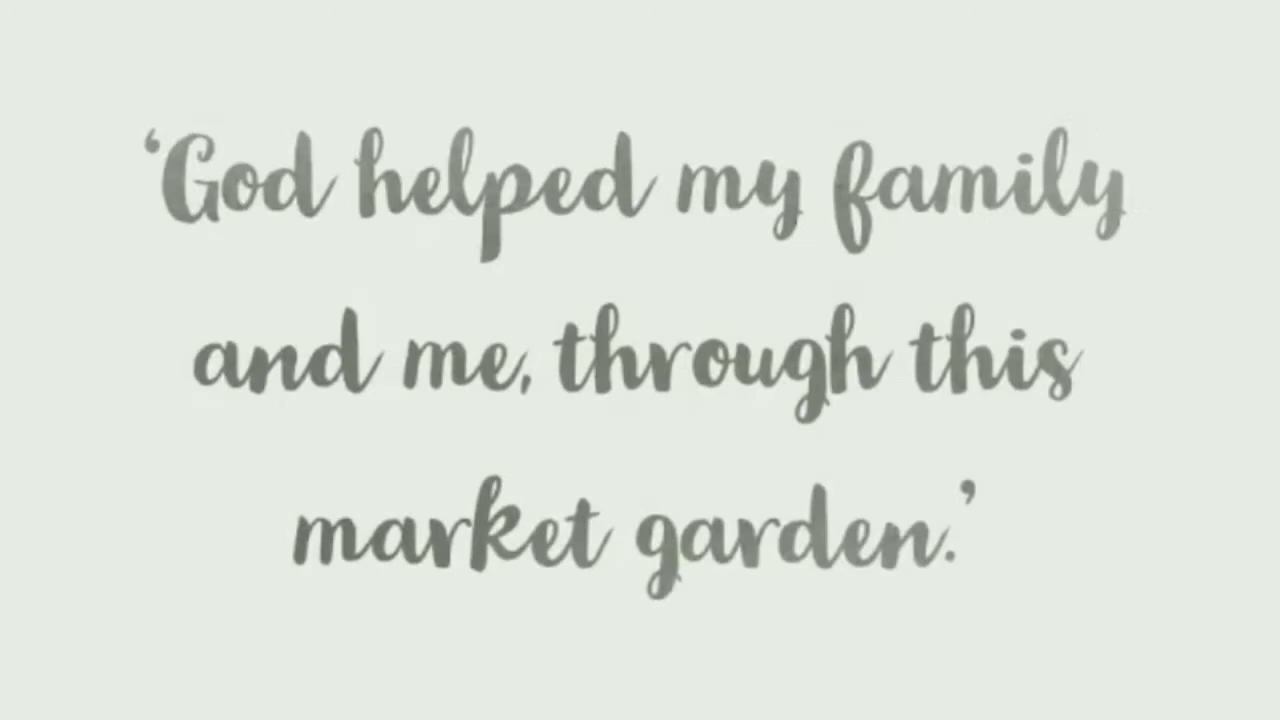 ‘God helped my family
and me, through this
market garden.’